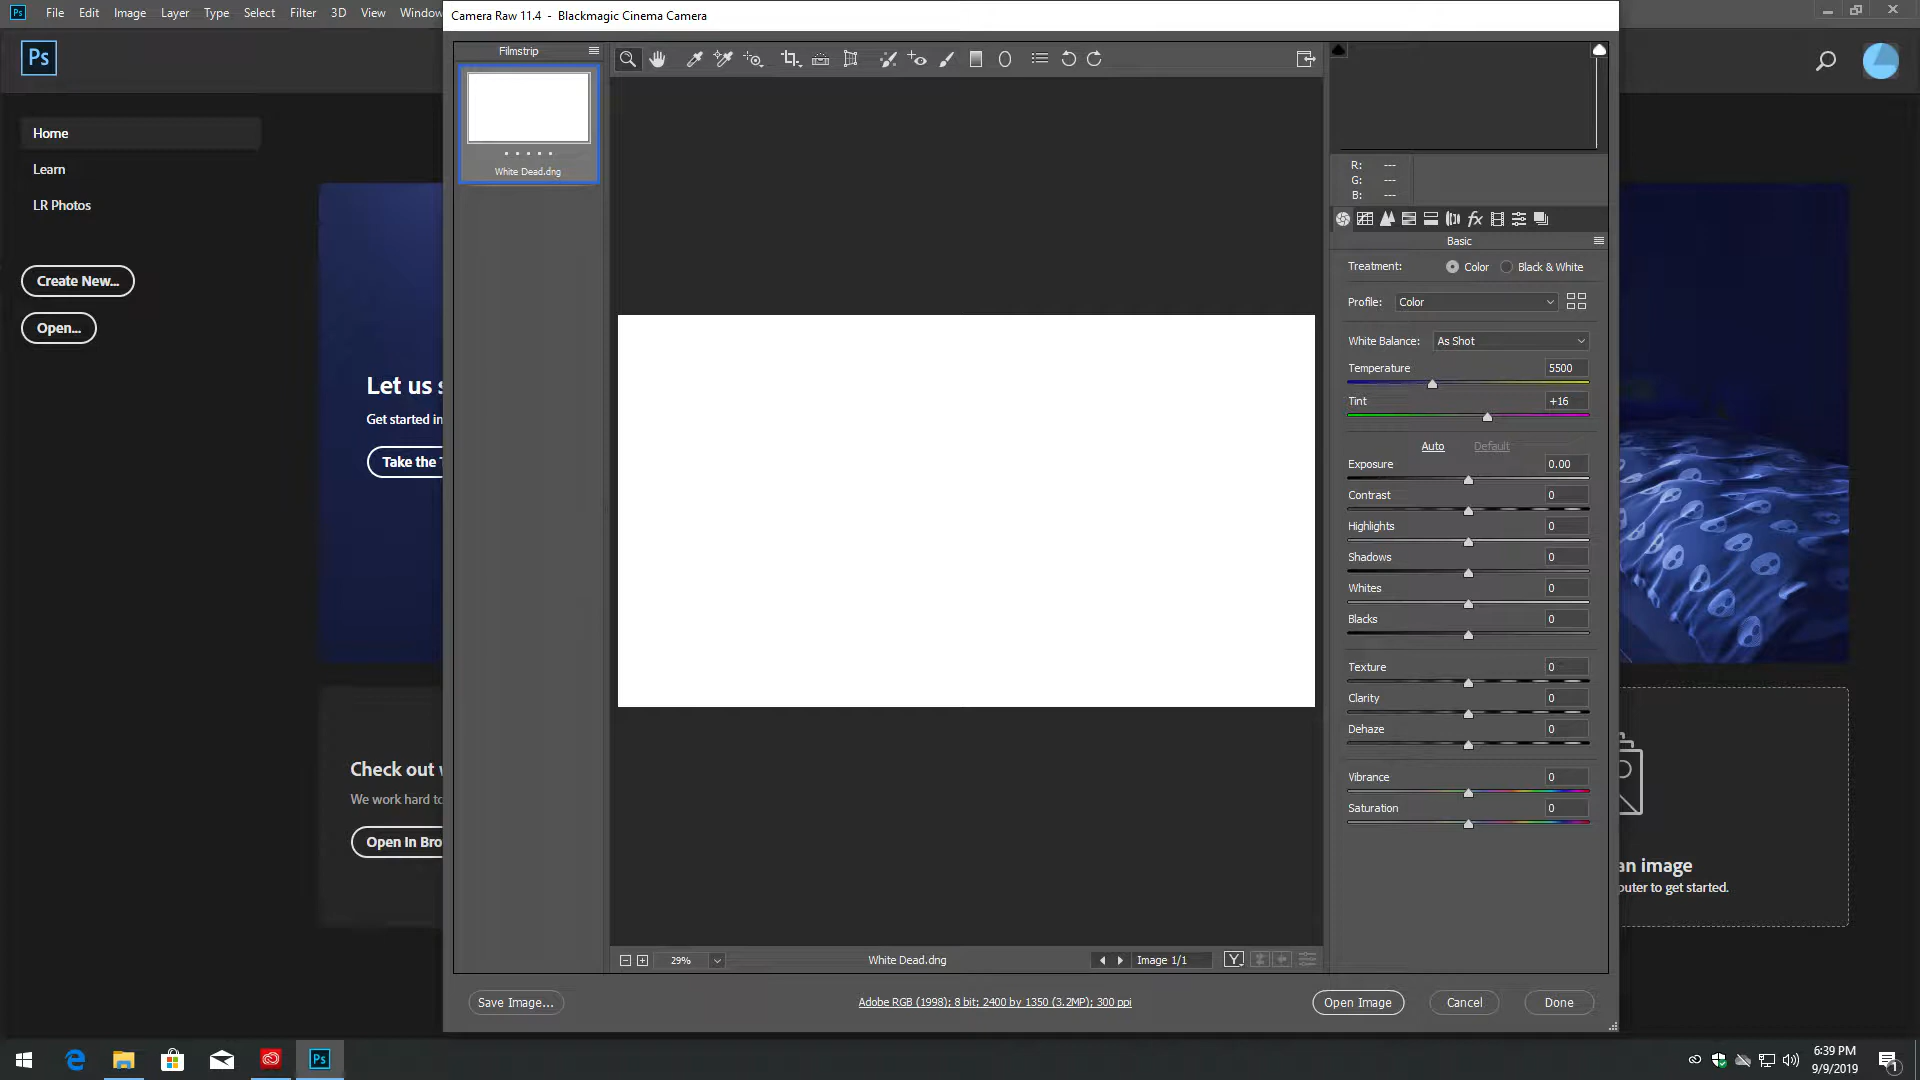 Ps File Edit Image Layer Type Select Filter 3D View Window
Camera Raw 11.4 - Blackmagic Cinema Camera
Ps
Home
Learn
LR Photos
Create New...
Open...
Let us s
Get started in
Take the T
Check out w
We work hard to
Open In Bro
Filmstrip
White Dead.dng
29%
White Dead.dng
Image 1/1
Y
Save Image...
Adobe RGB (1998); 8 bit; 2400 by 1350 (3.2MP); 300 ppi
Open Image
Cancel
Done
R: ---
G: ---
B: ---
fx
Basic
Treatment: Color Black & White
Profile: Color
White Balance: As Shot
Temperature 5500
Tint +16
Auto Default
Exposure 0.00
Contrast 0
Highlights 0
Shadows 0
Whites 0
Blacks 0
Texture 0
Clarity 0
Dehaze 0
Vibrance 0
Saturation 0
an image
puter to get started.
Ps
6:39 PM
9/9/2019
1